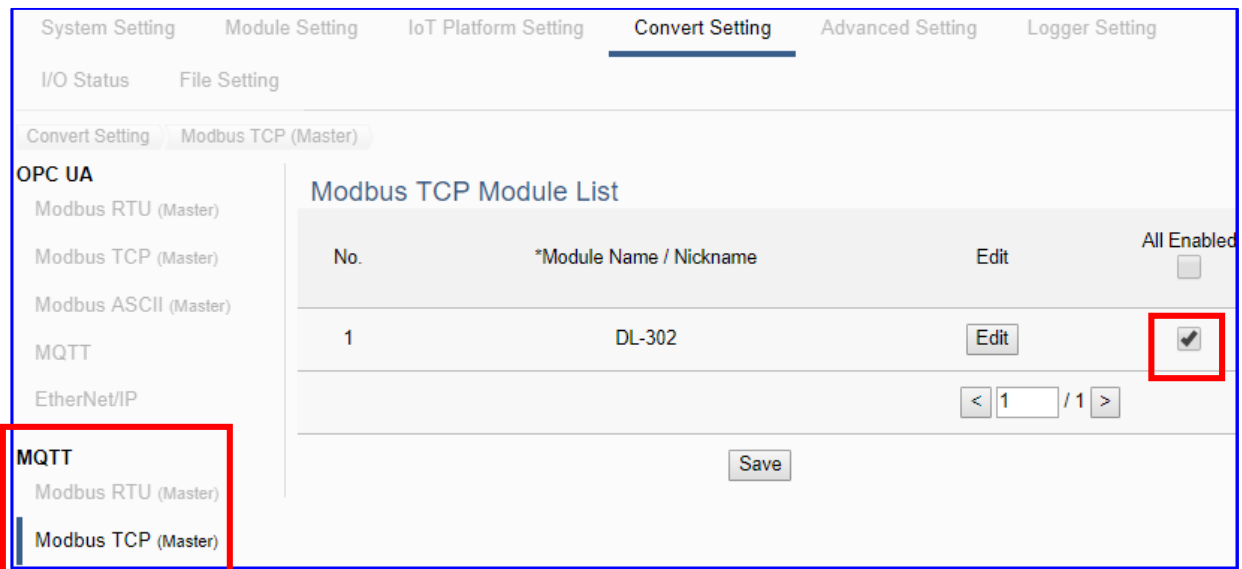 System Setting Module Setting IoT Platform Setting Convert Setting Advanced Setting Logger Setting
I/O Status File Setting
Convert Setting Modbus TCP (Master)
OPC UA
Modbus RTU (Master)
Modbus TCP (Master)
Modbus ASCII (Master)
MQTT
EtherNet/IP
MQTT
Modbus RTU (Master)
Modbus TCP (Master)
Modbus TCP Module List
No. *Module Name / Nickname Edit All Enabled
1 DL-302 Edit
< 1 / 1 >
Save